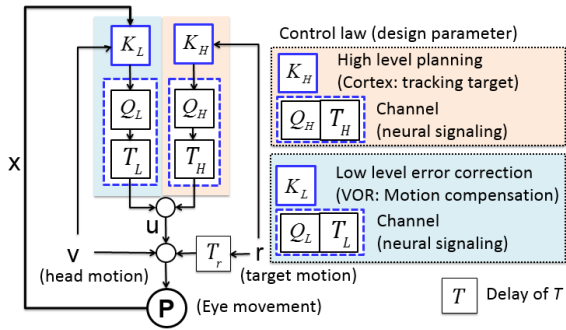 Control law (design parameter)
K_L
K_H
High level planning
(Cortex: tracking target)
K_H
Q_L
Q_H
Channel
(neural signaling)
Q_H
T_H
T_L
T_H
X
Low level error correction
(VOR: Motion compensation)
K_L
u
Channel
(neural signaling)
Q_L
T_L
v
(head motion)
T_r
r
(target motion)
P
(Eye movement)
T
Delay of T